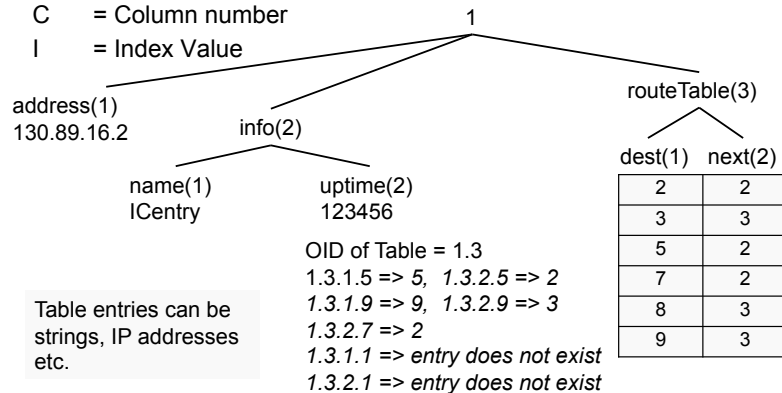 C = Column number
I = Index Value
1
address(1)
130.89.16.2
info(2)
name(1)
ICentry
uptime(2)
123456
routeTable(3)
dest(1) next(2)
2 2
3 3
5 2
7 2
8 3
9 3
OID of Table = 1.3
1.3.1.5 => 5, 1.3.2.5 => 2
1.3.1.9 => 9, 1.3.2.9 => 3
1.3.2.7 => 2
1.3.1.1 => entry does not exist
1.3.2.1 => entry does not exist
Table entries can be
strings, IP addresses
etc.